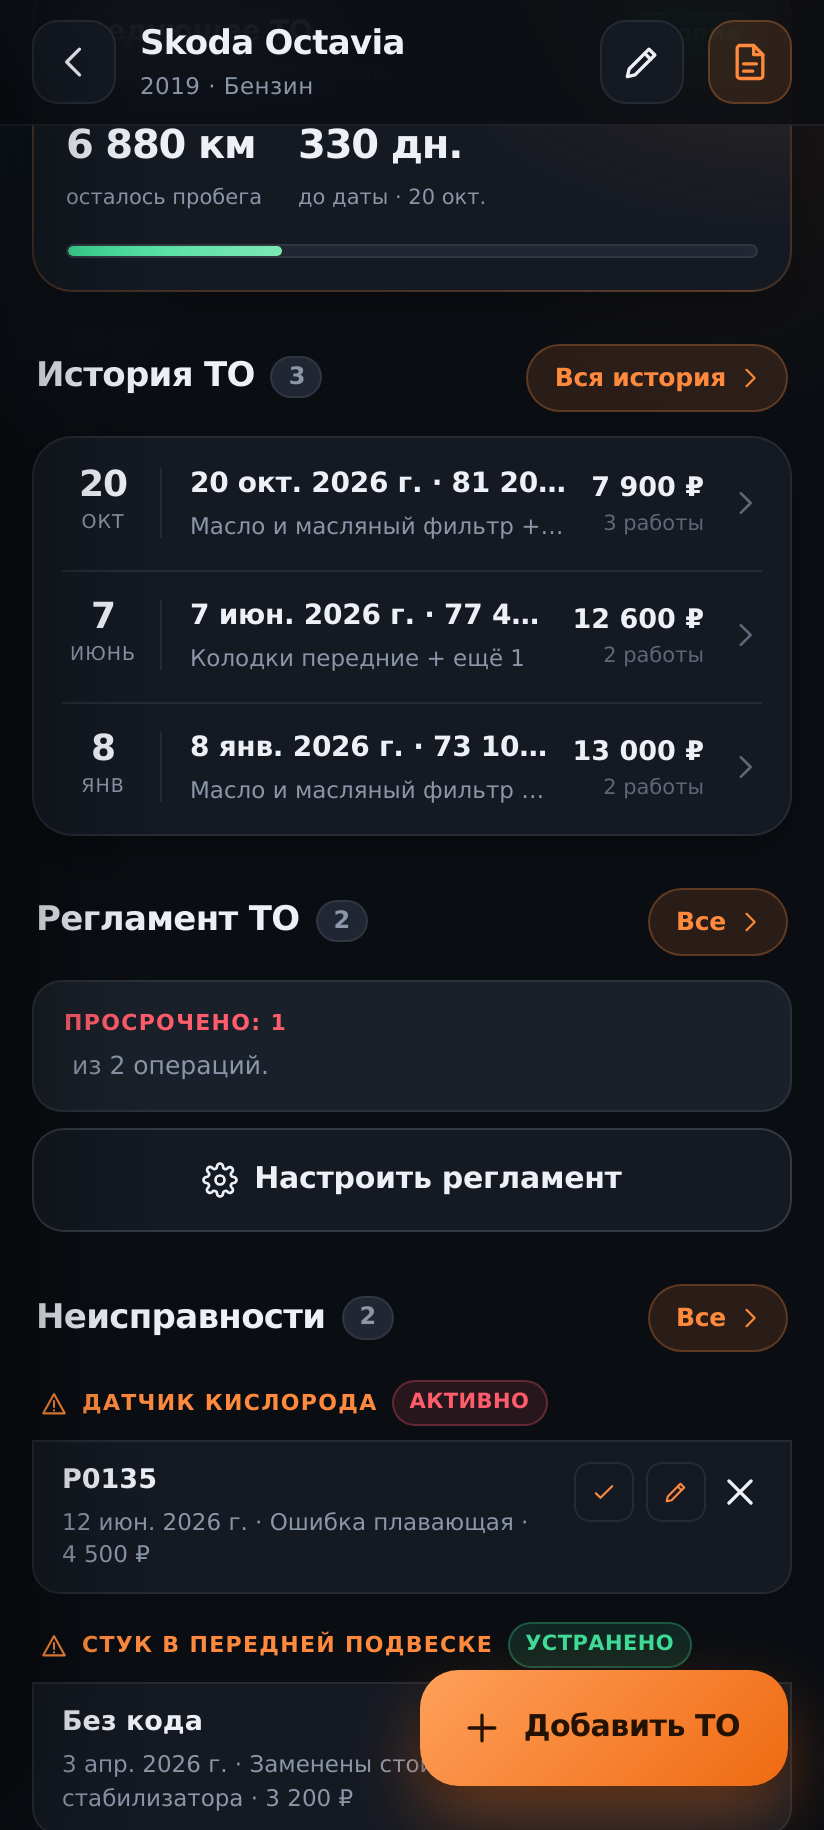 Skoda Octavia
2019 · Бензин
6 880 км 330 дн.
осталось пробега до даты · 20 окт.
История ТО 3 Вся история
20 20 окт. 2026 г. · 81 20… 7 900 ₽
ОКТ Масло и масляный фильтр +… 3 работы
7 7 июн. 2026 г. · 77 4… 12 600 ₽
ИЮНЬ Колодки передние + ещё 1 2 работы
8 8 янв. 2026 г. · 73 10… 13 000 ₽
ЯНВ Масло и масляный фильтр … 2 работы
Регламент ТО 2 Все
ПРОСРОЧЕНО: 1
из 2 операций.
Настроить регламент
Неисправности 2 Все
ДАТЧИК КИСЛОРОДА АКТИВНО
P0135
12 июн. 2026 г. · Ошибка плавающая ·
4 500 ₽
СТУК В ПЕРЕДНЕЙ ПОДВЕСКЕ УСТРАНЕНО
Без кода
Добавить ТО
3 апр. 2026 г. · Заменены
стабилизатора · 3 200 ₽